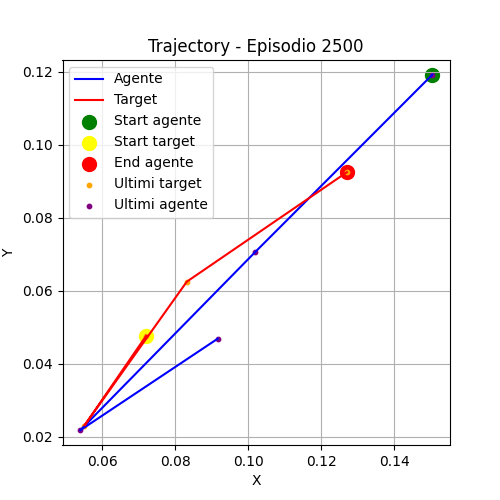 Trajectory - Episodio 2500
Agente
Target
Start agente
Start target
End agente
Ultimi target
Ultimi agente
Y
0.12
0.10
0.08
0.06
0.04
0.02
0.06
0.08
0.10
0.12
0.14
X